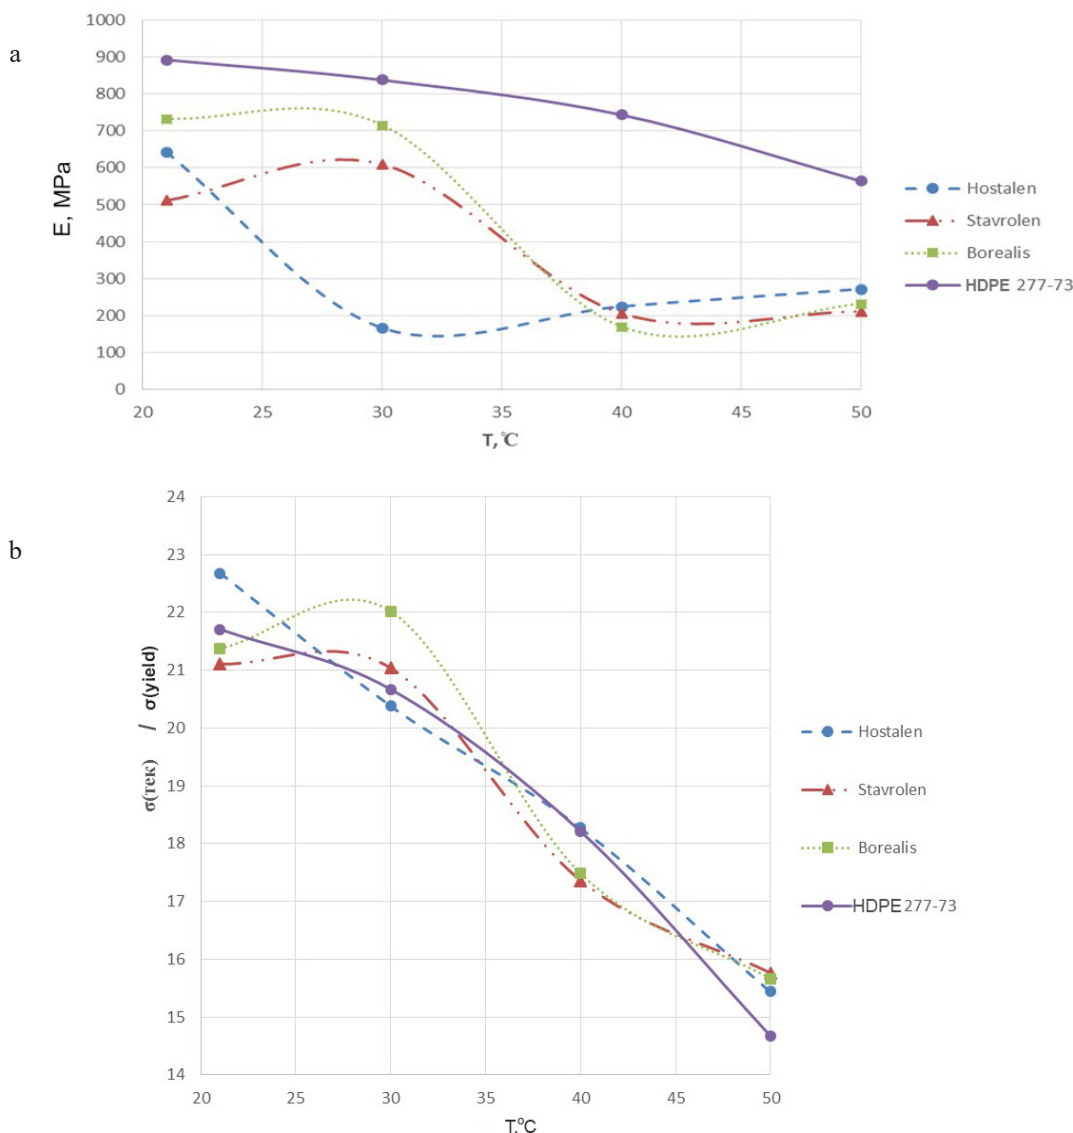 a
1000
900
800
700
600
500
400
300
200
100
0
E, MPa
20 25 30 35 40 45 50
T, ℃
Hostalen
Stavrolen
Borealis
HDPE 277-73
b
24
23
22
21
20
19
18
17
16
15
14
σ(тек) / σ(yield)
20 25 30 35 40 45 50
T.°C
Hostalen
Stavrolen
Borealis
HDPE 277-73